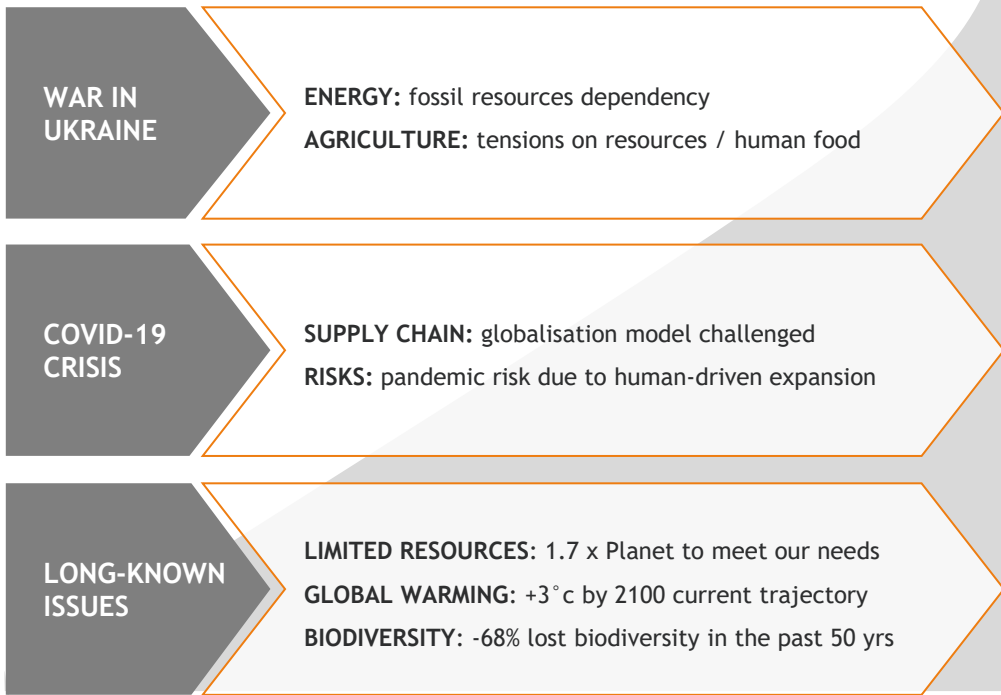 WAR IN
UKRAINE
ENERGY: fossil resources dependency
AGRICULTURE: tensions on resources / human food
COVID-19
CRISIS
SUPPLY CHAIN: globalisation model challenged
RISKS: pandemic risk due to human-driven expansion
LONG-KNOWN
ISSUES
LIMITED RESOURCES: 1.7 x Planet to meet our needs
GLOBAL WARMING: +3°c by 2100 current trajectory
BIODIVERSITY: -68% lost biodiversity in the past 50 yrs